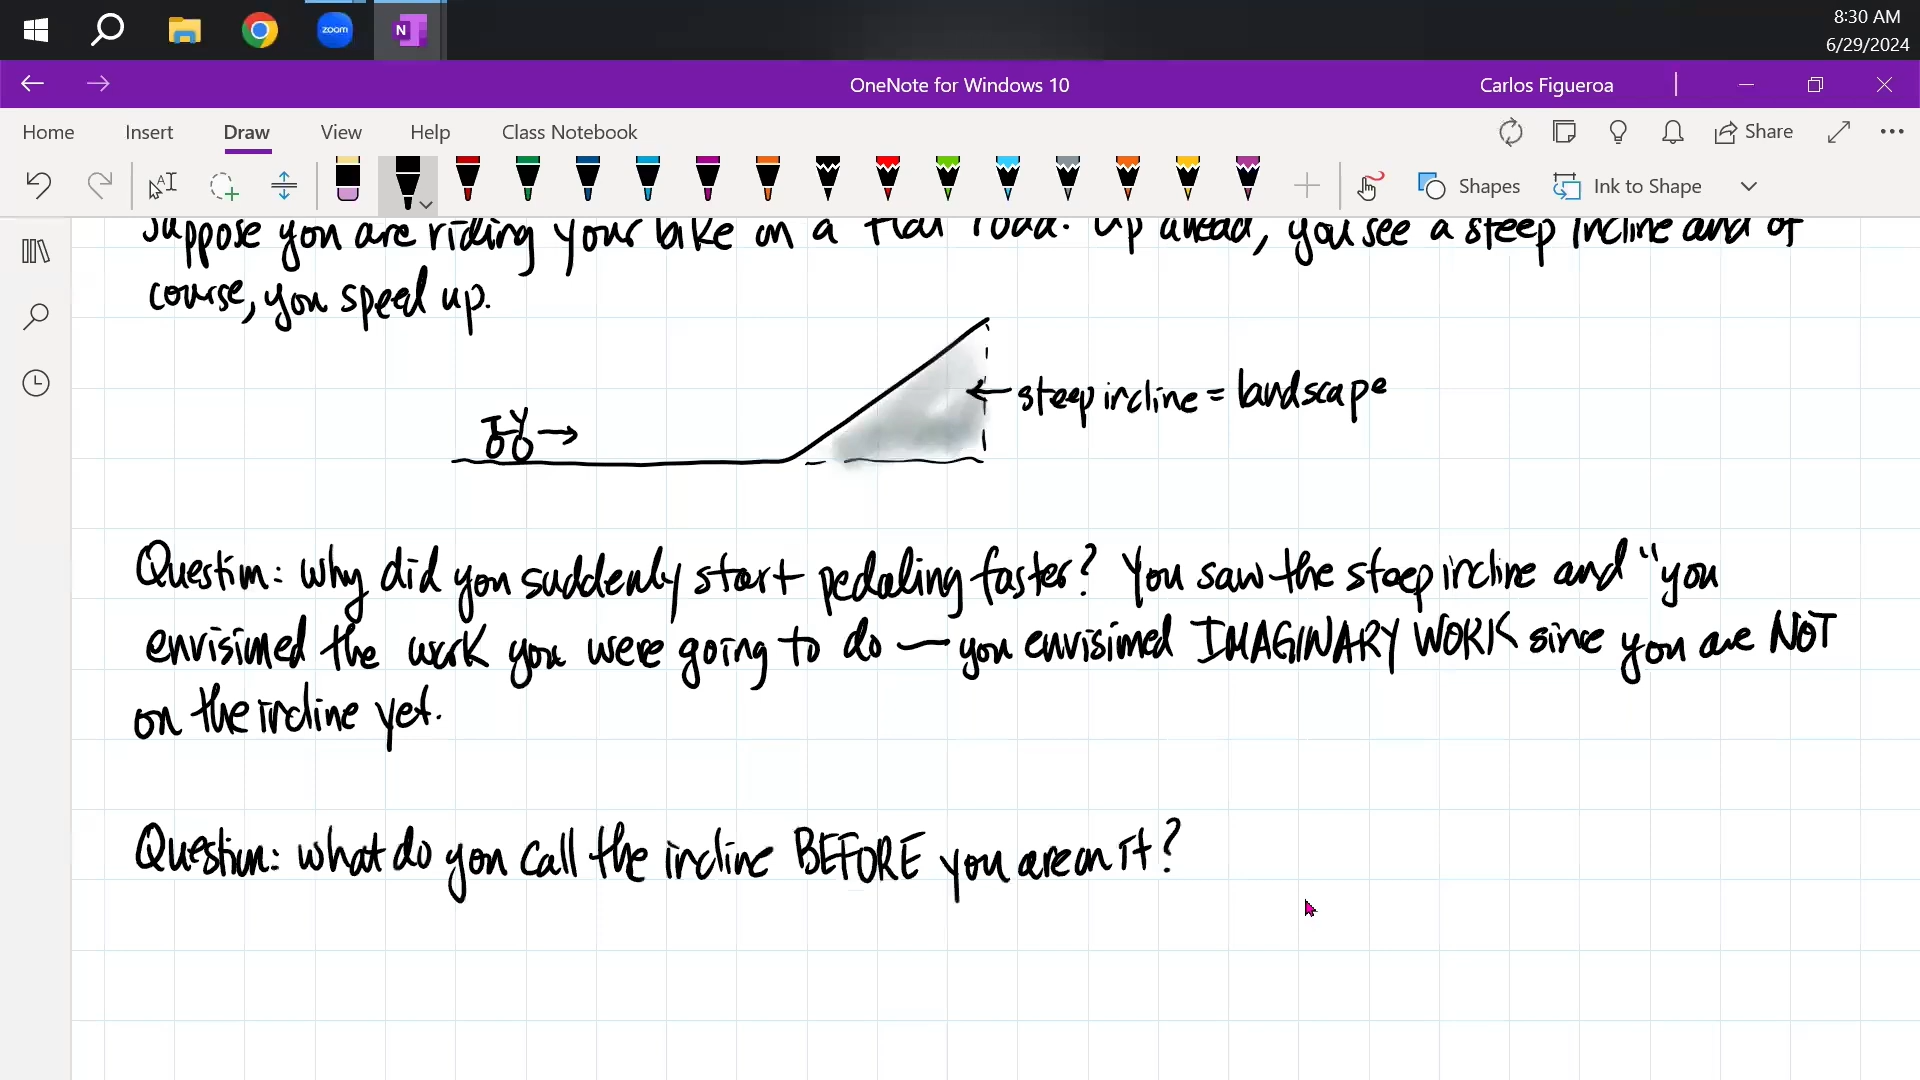 8:30 AM
6/29/2024
zoom
N
OneNote for Windows 10
Carlos Figueroa
Home Insert Draw View Help Class Notebook
Share
Shapes
Ink to Shape
Suppose you are riding your bike on a flat road. Up ahead, you see a steep incline and of
course, you speed up.
steep incline = landscape
Question: why did you suddenly start pedaling faster? You saw the steep incline and "you
envisioned the work you were going to do — you envisioned IMAGINARY WORK since you are NOT
on the incline yet.
Question: what do you call the incline BEFORE you are on it?